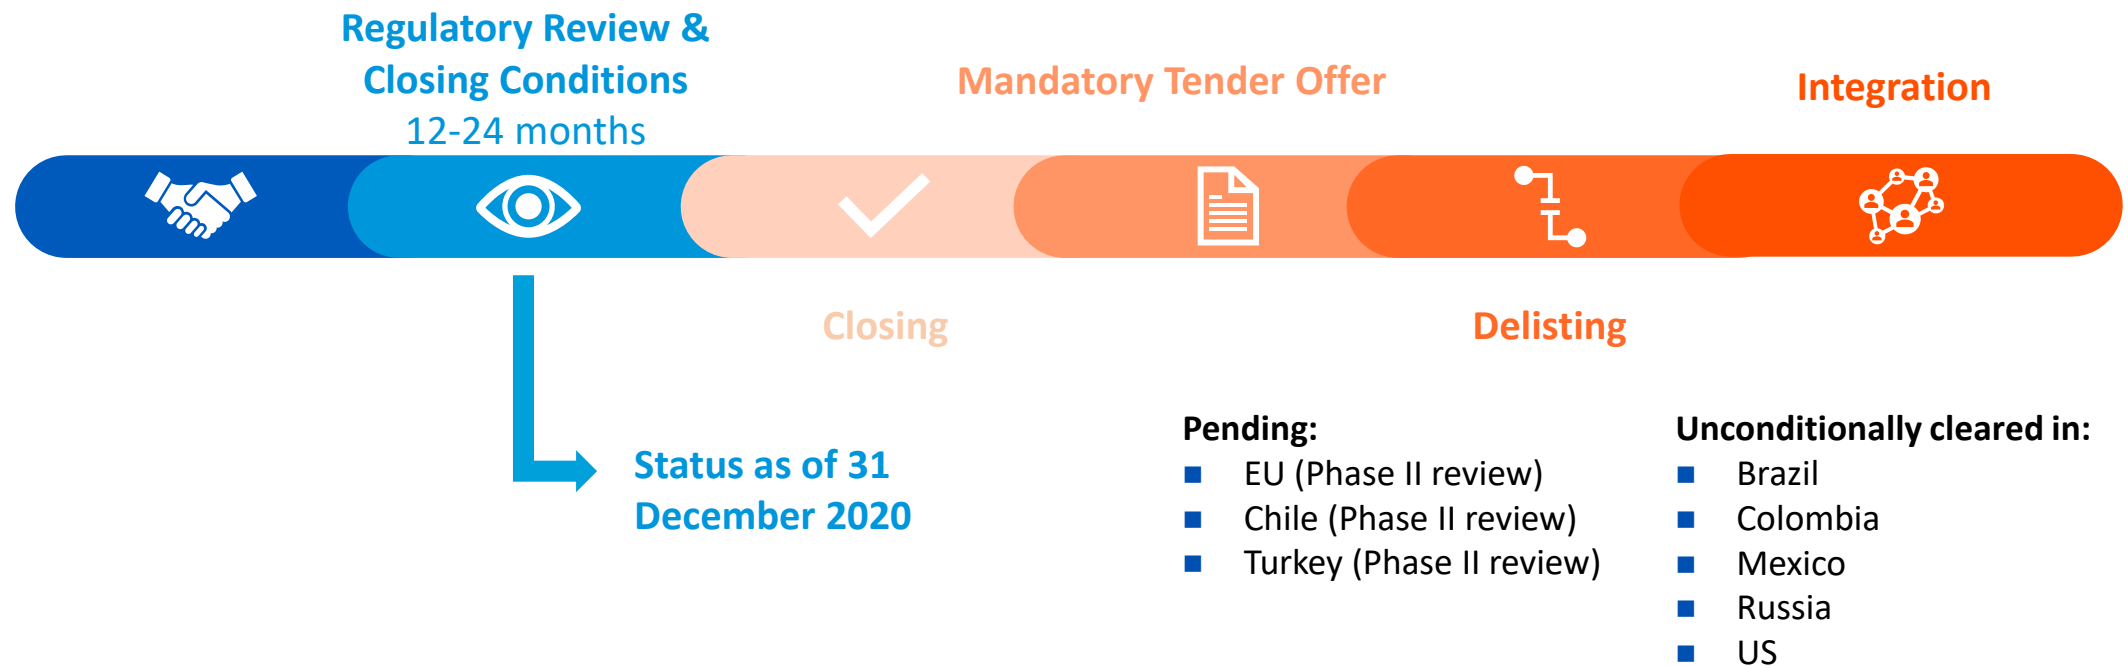 Regulatory Review &
Closing Conditions
12-24 months
Mandatory Tender Offer
Integration
Closing
Delisting
Status as of 31
December 2020
Pending:
EU (Phase II review)
Chile (Phase II review)
Turkey (Phase II review)
Unconditionally cleared in:
Brazil
Colombia
Mexico
Russia
US